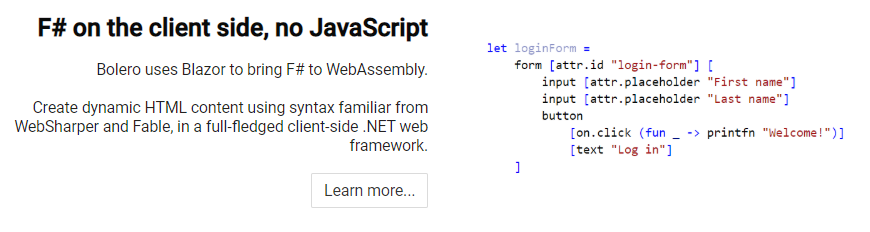 F# on the client side, no JavaScript
Bolero uses Blazor to bring F# to WebAssembly.
Create dynamic HTML content using syntax familiar from
WebSharper and Fable, in a full-fledged client-side .NET web
framework.
Learn more...
let loginForm =
    form [attr.id "login-form"] [
        input [attr.placeholder "First name"]
        input [attr.placeholder "Last name"]
        button
            [on.click (fun _ -> printfn "Welcome!")]
            [text "Log in"]
    ]